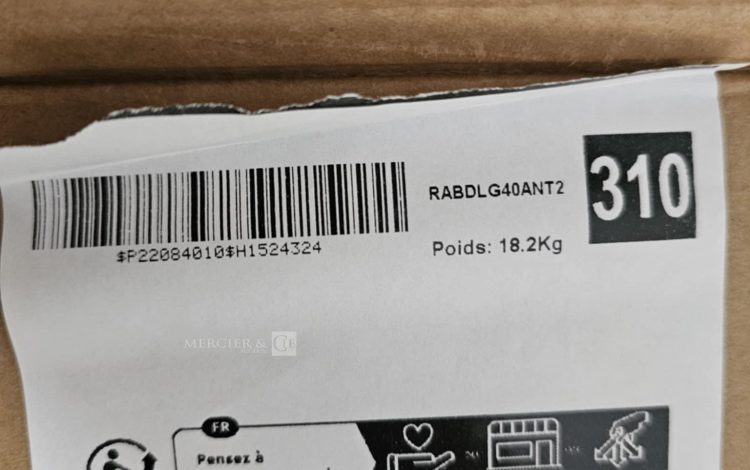 RABDLG40ANT2
310
$P22084010$H1524324
Poids: 18.2Kg
MERCIER & CIE
FR
Pensez à